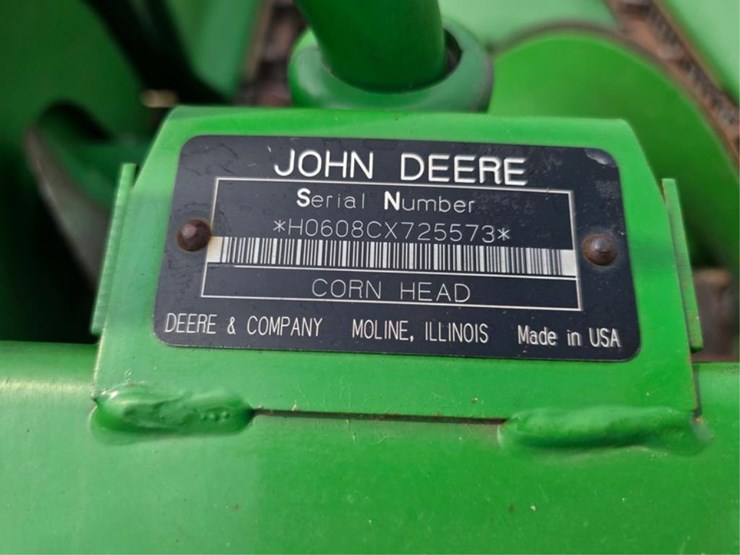 JOHN DEERE
Serial Number
*H0608CX725573*
CORN HEAD
DEERE & COMPANY MOLINE, ILLINOIS Made in USA